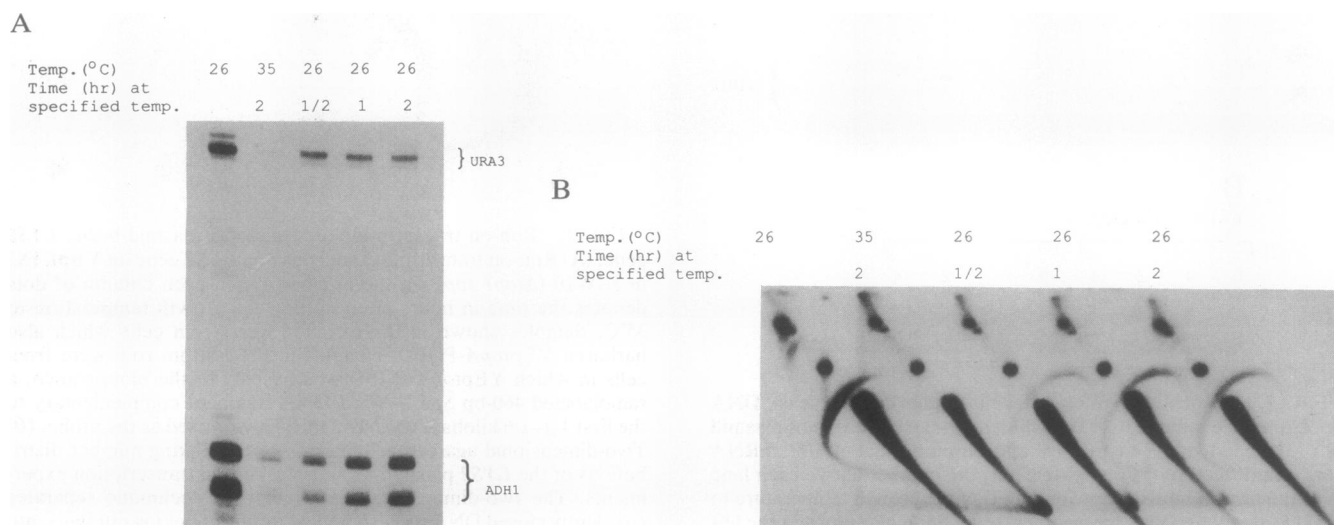 A
Temp.(°C) 26 35 26 26 26
Time (hr) at
specified temp. 2 1/2 1 2
}URA3
} ADH1
B
Temp.(°C) 26 35 26 26 26
Time (hr) at
specified temp. 2 1/2 1 2